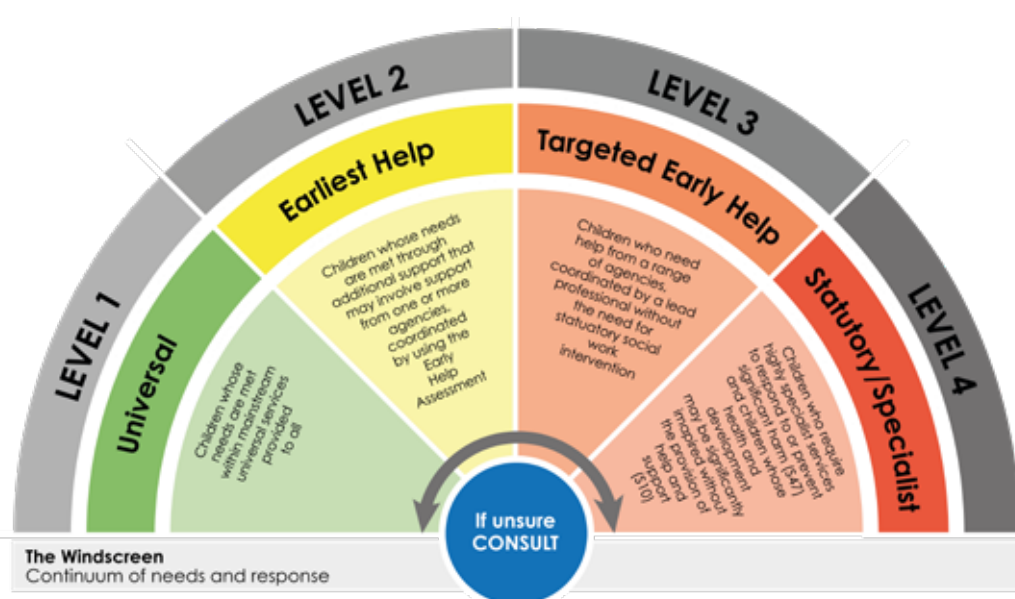 LEVEL 1
Universal
Children whose
needs are met
within mainstream
universal services
provided
to all
LEVEL 2
Earliest Help
Children whose needs
are met through
additional support that
may involve support
from one or more
agencies,
coordinated
by using the
Early
Help
Assessment
LEVEL 3
Targeted Early Help
Children who need
help from a range
of agencies,
coordinated by a lead
professional without
the need for
statuatory social
work
intervention
LEVEL 4
Statutory/Specialist
Children who require
highly specialist services
to respond to or prevent
significant harm (S47)
and children whose
health and
development
may be significantly
imapred without
the provision of
help and
support
(S10)
If unsure
CONSULT
The Windscreen
Continuum of needs and response